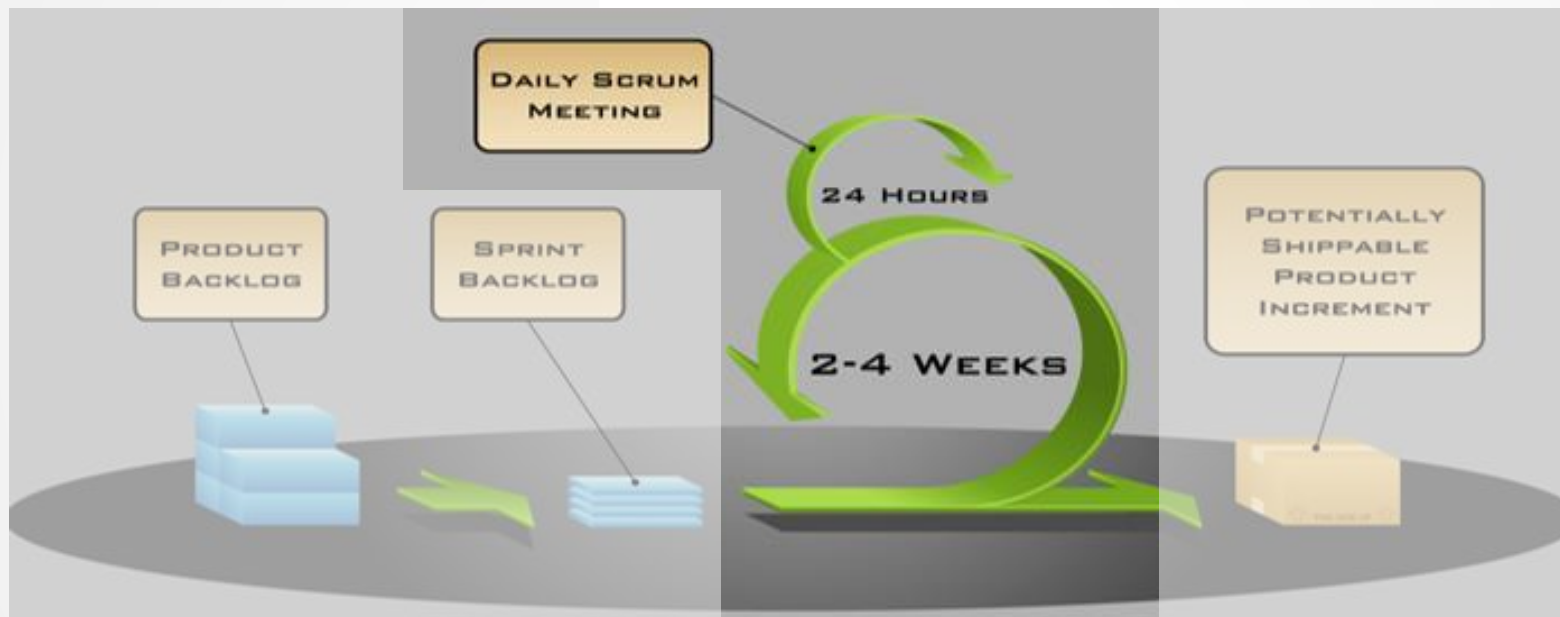 DAILY SCRUM
MEETING
24 HOURS
PRODUCT
BACKLOG
SPRINT
BACKLOG
POTENTIALLY
SHIPPABLE
PRODUCT
INCREMENT
2-4 WEEKS